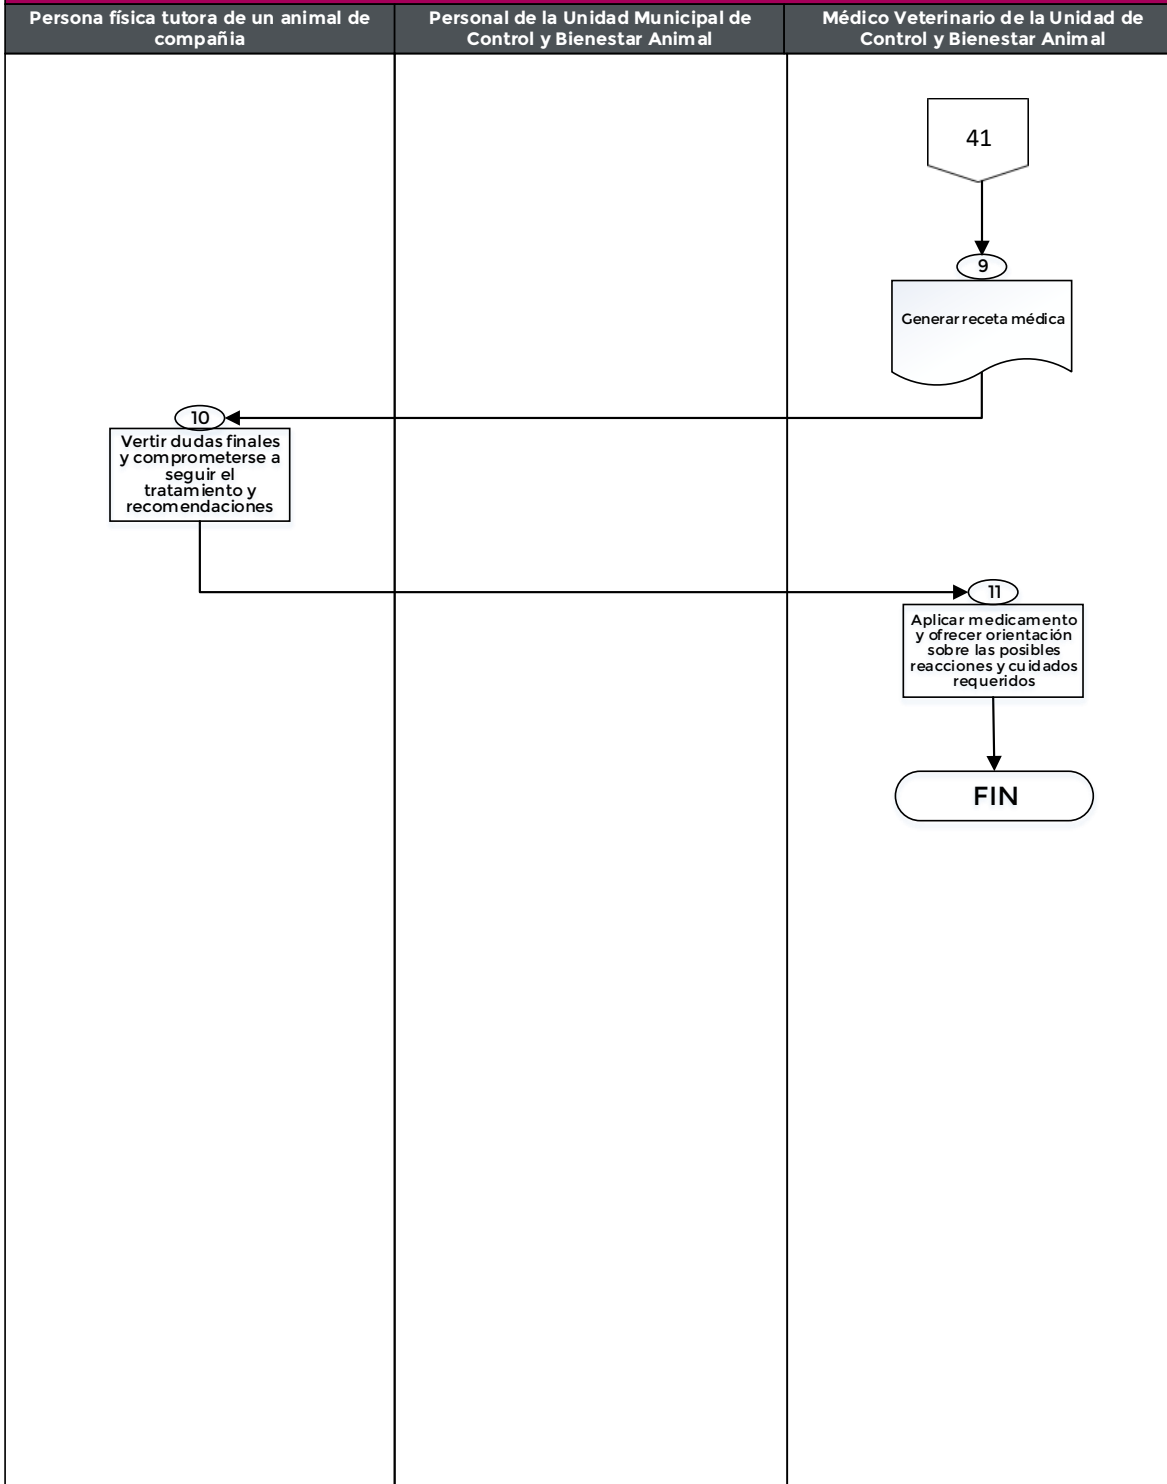 Persona física tutora de un animal de
compañia
Personal de la Unidad Municipal de
Control y Bienestar Animal
Médico Veterinario de la Unidad de
Control y Bienestar Animal
41
9
Generar receta médica
10
Vertir dudas finales
y comprometerse a
seguir el
tratamiento y
recomendaciones
11
Aplicar medicamento
y ofrecer orientación
sobre las posibles
reacciones y cuidados
requeridos
FIN